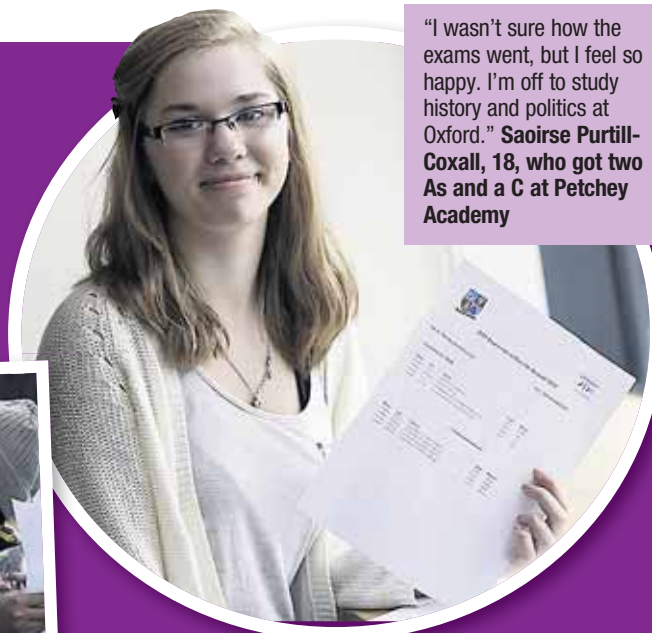 “I wasn’t sure how the
exams went, but I feel so
happy. I’m off to study
history and politics at
Oxford.” Saoirse Purtill-
Coxall, 18, who got two
As and a C at Petchey
Academy